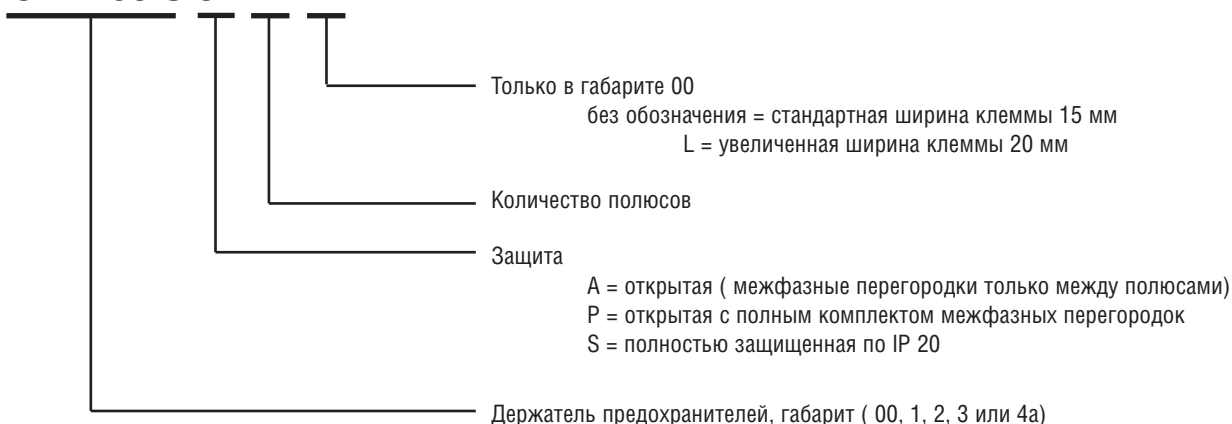 Только в габарите 00
без обозначения = стандартная ширина клеммы 15 мм
L = увеличенная ширина клеммы 20 мм
Количество полюсов
Защита
A = открытая ( межфазные перегородки только между полюсами)
P = открытая с полным комплектом межфазных перегородок
S = полностью защищенная по IP 20
Держатель предохранителей, габарит ( 00, 1, 2, 3 или 4a)